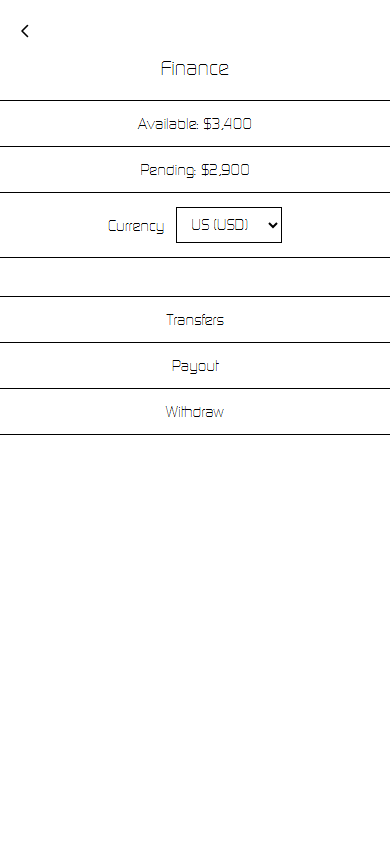 Finance
Available: $3,400
Pending: $2,900
Currency US (USD)
Transfers
Payout
Withdraw